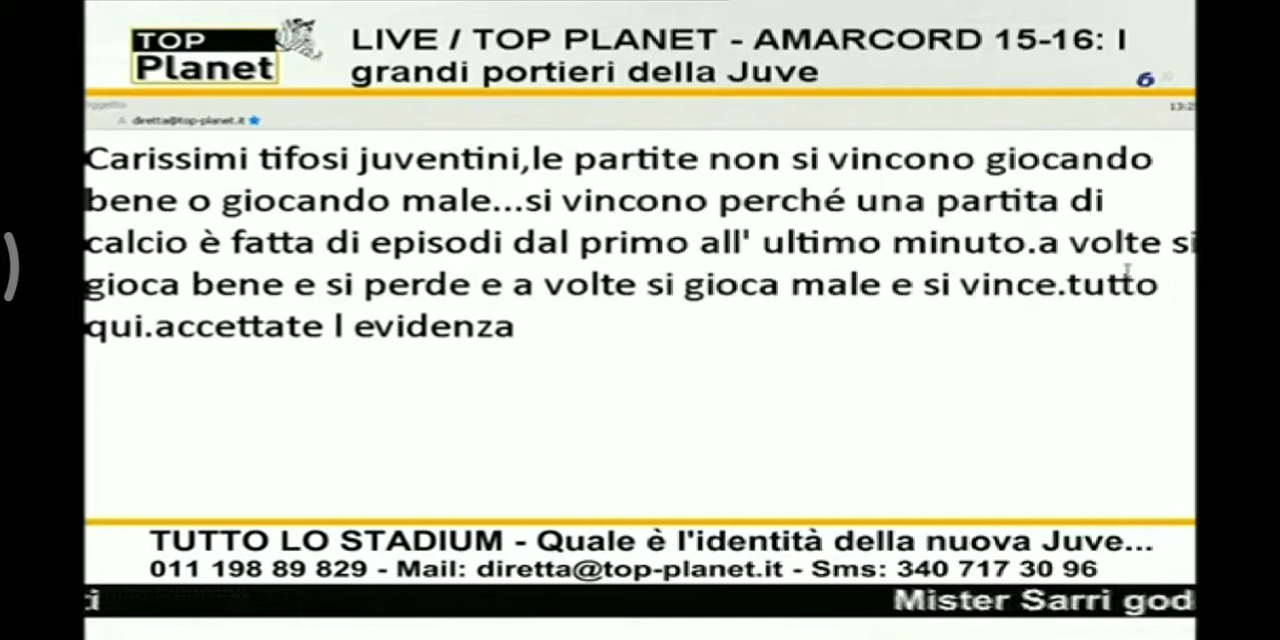 TOP
Planet
LIVE / TOP PLANET - AMARCORD 15-16: I
grandi portieri della Juve
6
13:2
A diretta@top-planet.it
Carissimi tifosi juventini,le partite non si vincono giocando
bene o giocando male...si vincono perché una partita di
calcio è fatta di episodi dal primo all' ultimo minuto.a volte si
gioca bene e si perde e a volte si gioca male e si vince.tutto
qui.accettate l evidenza
TUTTO LO STADIUM - Quale è l'identità della nuova Juve...
011 198 89 829 - Mail: diretta@top-planet.it - Sms: 340 717 30 96
Mister Sarri god